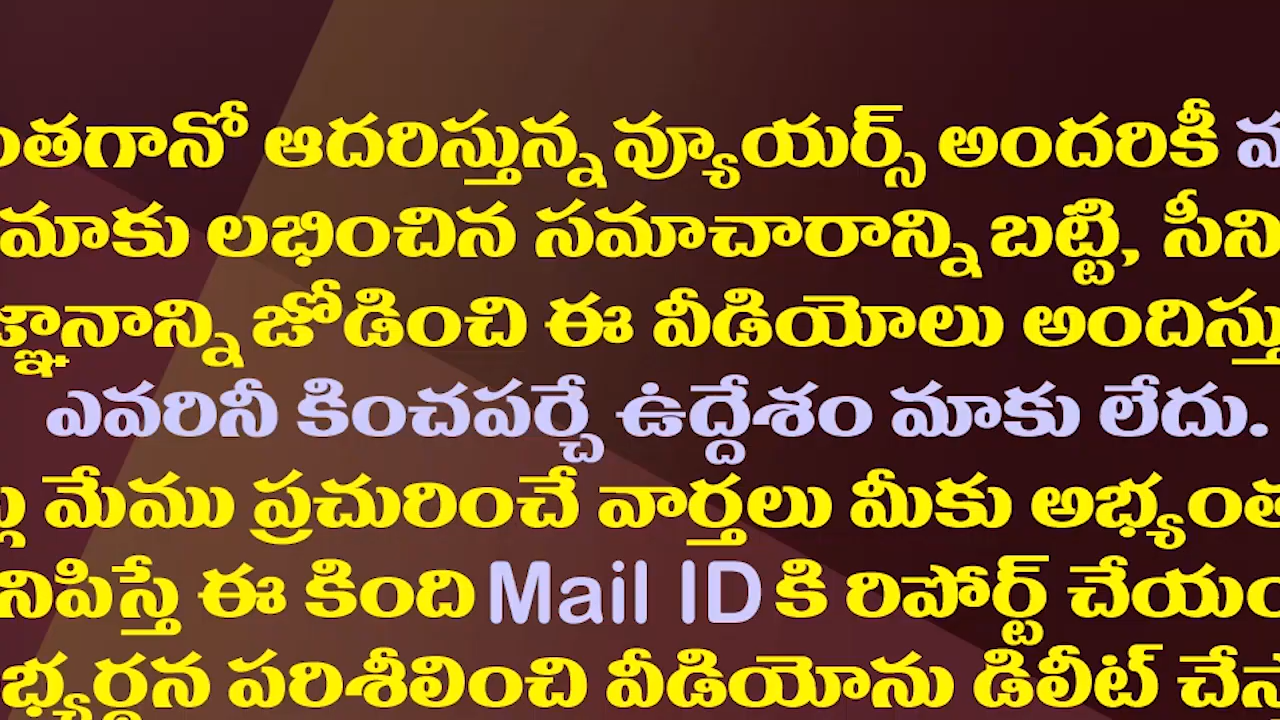 ంతగానో ఆదరిస్తున్న వ్యూయర్స్ అందరికీ
మాకు లభించిన సమాచారాన్ని బట్టి, సీని
జ్ఞానాన్ని జోడించి ఈ వీడియోలు అందిస్తు
ఎవరినీ కించపర్చే ఉద్దేశం మాకు లేదు.
మేము ప్రచురించే వార్తలు మీకు అభ్యంత
నిపిస్తే ఈ కింది Mail ID కి రిపోర్ట్ చేయం
భ్యర్థన పరిశీలించి వీడియోను డిలీట్ చేస